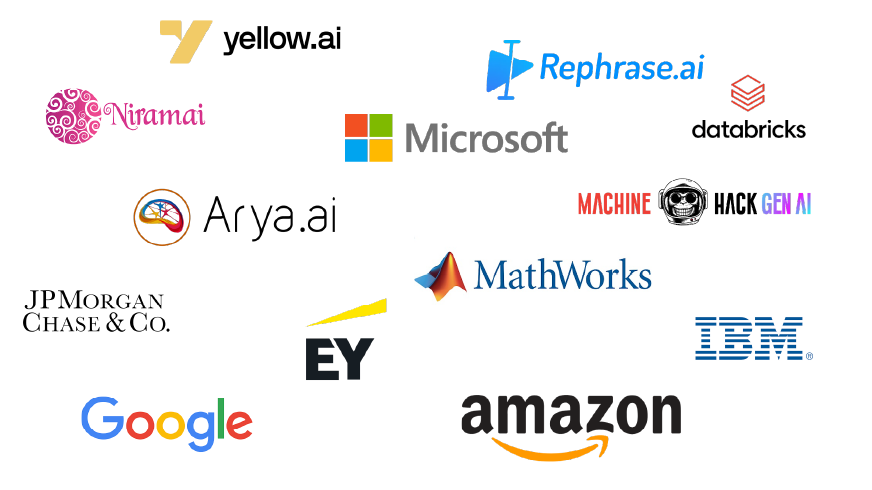 yellow.ai
Rephrase.ai
Niramai
Microsoft
databricks
Arya.ai
MACHINE HACK GEN AI
MathWorks
JPMORGAN
CHASE & CO.
EY
IBM®
Google
amazon